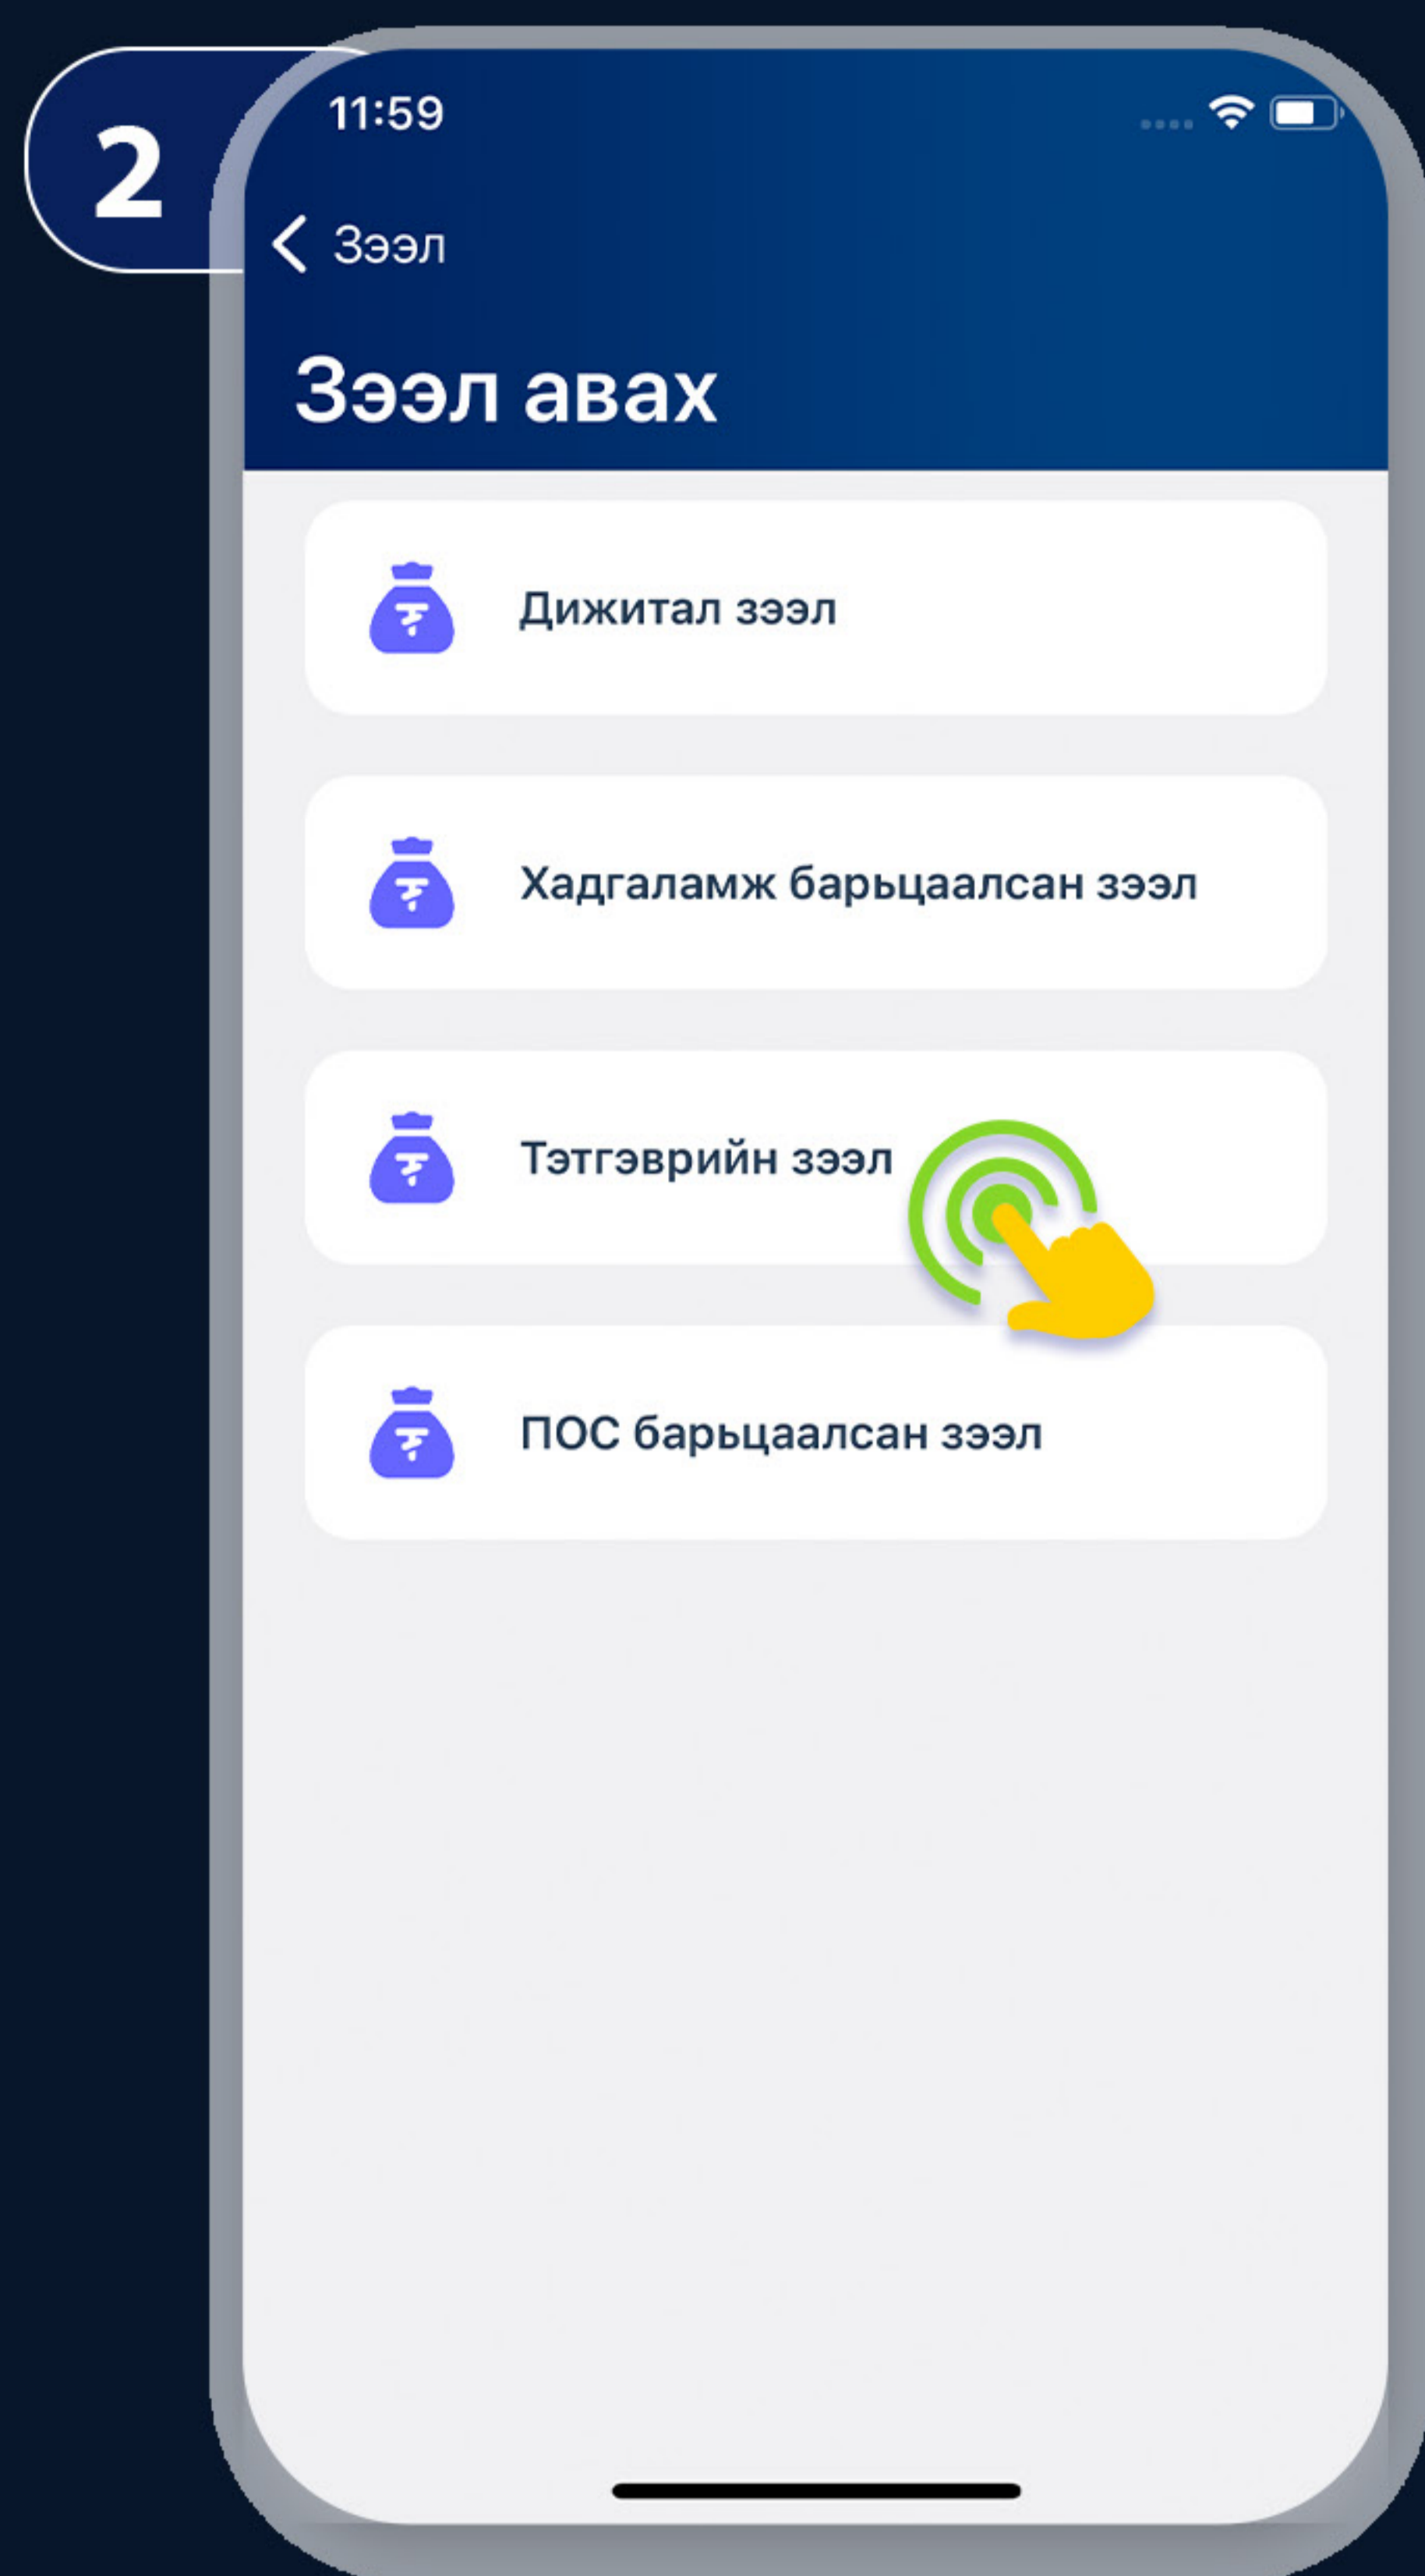 2
11:59
Зээл
Зээл авах
Дижитал зээл
Хадгаламж барьцаалсан зээл
Тэтгэврийн зээл
ПОС барьцаалсан зээл